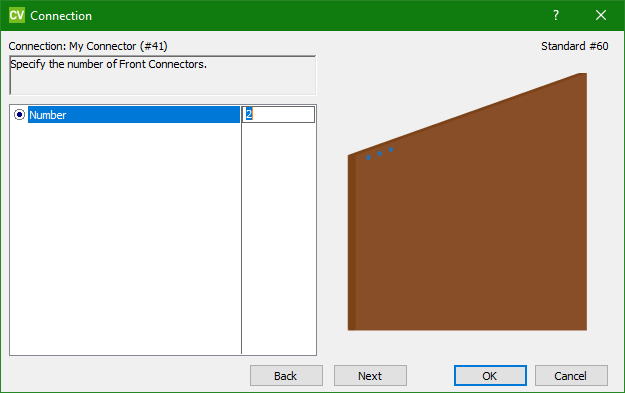 CV Connection
Connection: My Connector (#41)
Standard #60
Specify the number of Front Connectors.
Number 2
Back Next OK Cancel